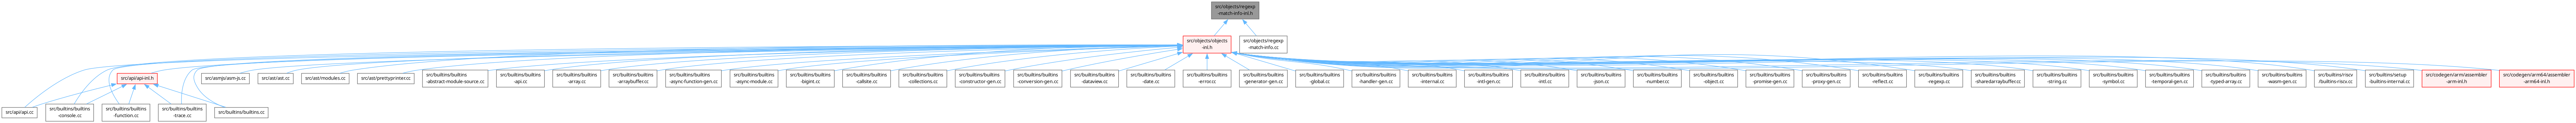 src/objects/regexp
-match-info-inl.h
src/objects/objects
-inl.h
src/objects/regexp
-match-info.cc
src/api/api-inl.h
src/asmjs/asm-js.cc
src/ast/ast.cc
src/ast/modules.cc
src/ast/prettyprinter.cc
src/builtins/builtins
-abstract-module-source.cc
src/builtins/builtins
-api.cc
src/builtins/builtins
-array.cc
src/builtins/builtins
-arraybuffer.cc
src/builtins/builtins
-async-function-gen.cc
src/builtins/builtins
-async-module.cc
src/builtins/builtins
-bigint.cc
src/builtins/builtins
-callsite.cc
src/builtins/builtins
-collections.cc
src/builtins/builtins
-constructor-gen.cc
src/builtins/builtins
-conversion-gen.cc
src/builtins/builtins
-dataview.cc
src/builtins/builtins
-date.cc
src/builtins/builtins
-error.cc
src/builtins/builtins
-generator-gen.cc
src/builtins/builtins
-global.cc
src/builtins/builtins
-handler-gen.cc
src/builtins/builtins
-internal.cc
src/builtins/builtins
-intl-gen.cc
src/builtins/builtins
-intl.cc
src/builtins/builtins
-json.cc
src/builtins/builtins
-number.cc
src/builtins/builtins
-object.cc
src/builtins/builtins
-promise-gen.cc
src/builtins/builtins
-proxy-gen.cc
src/builtins/builtins
-reflect.cc
src/builtins/builtins
-regexp.cc
src/builtins/builtins
-sharedarraybuffer.cc
src/builtins/builtins
-string.cc
src/builtins/builtins
-symbol.cc
src/builtins/builtins
-temporal-gen.cc
src/builtins/builtins
-typed-array.cc
src/builtins/builtins
-wasm-gen.cc
src/builtins/riscv
/builtins-riscv.cc
src/builtins/setup
-builtins-internal.cc
src/codegen/arm/assembler
-arm-inl.h
src/codegen/arm64/assembler
-arm64-inl.h
src/api/api.cc
src/builtins/builtins
-console.cc
src/builtins/builtins
-function.cc
src/builtins/builtins
-trace.cc
src/builtins/builtins.cc